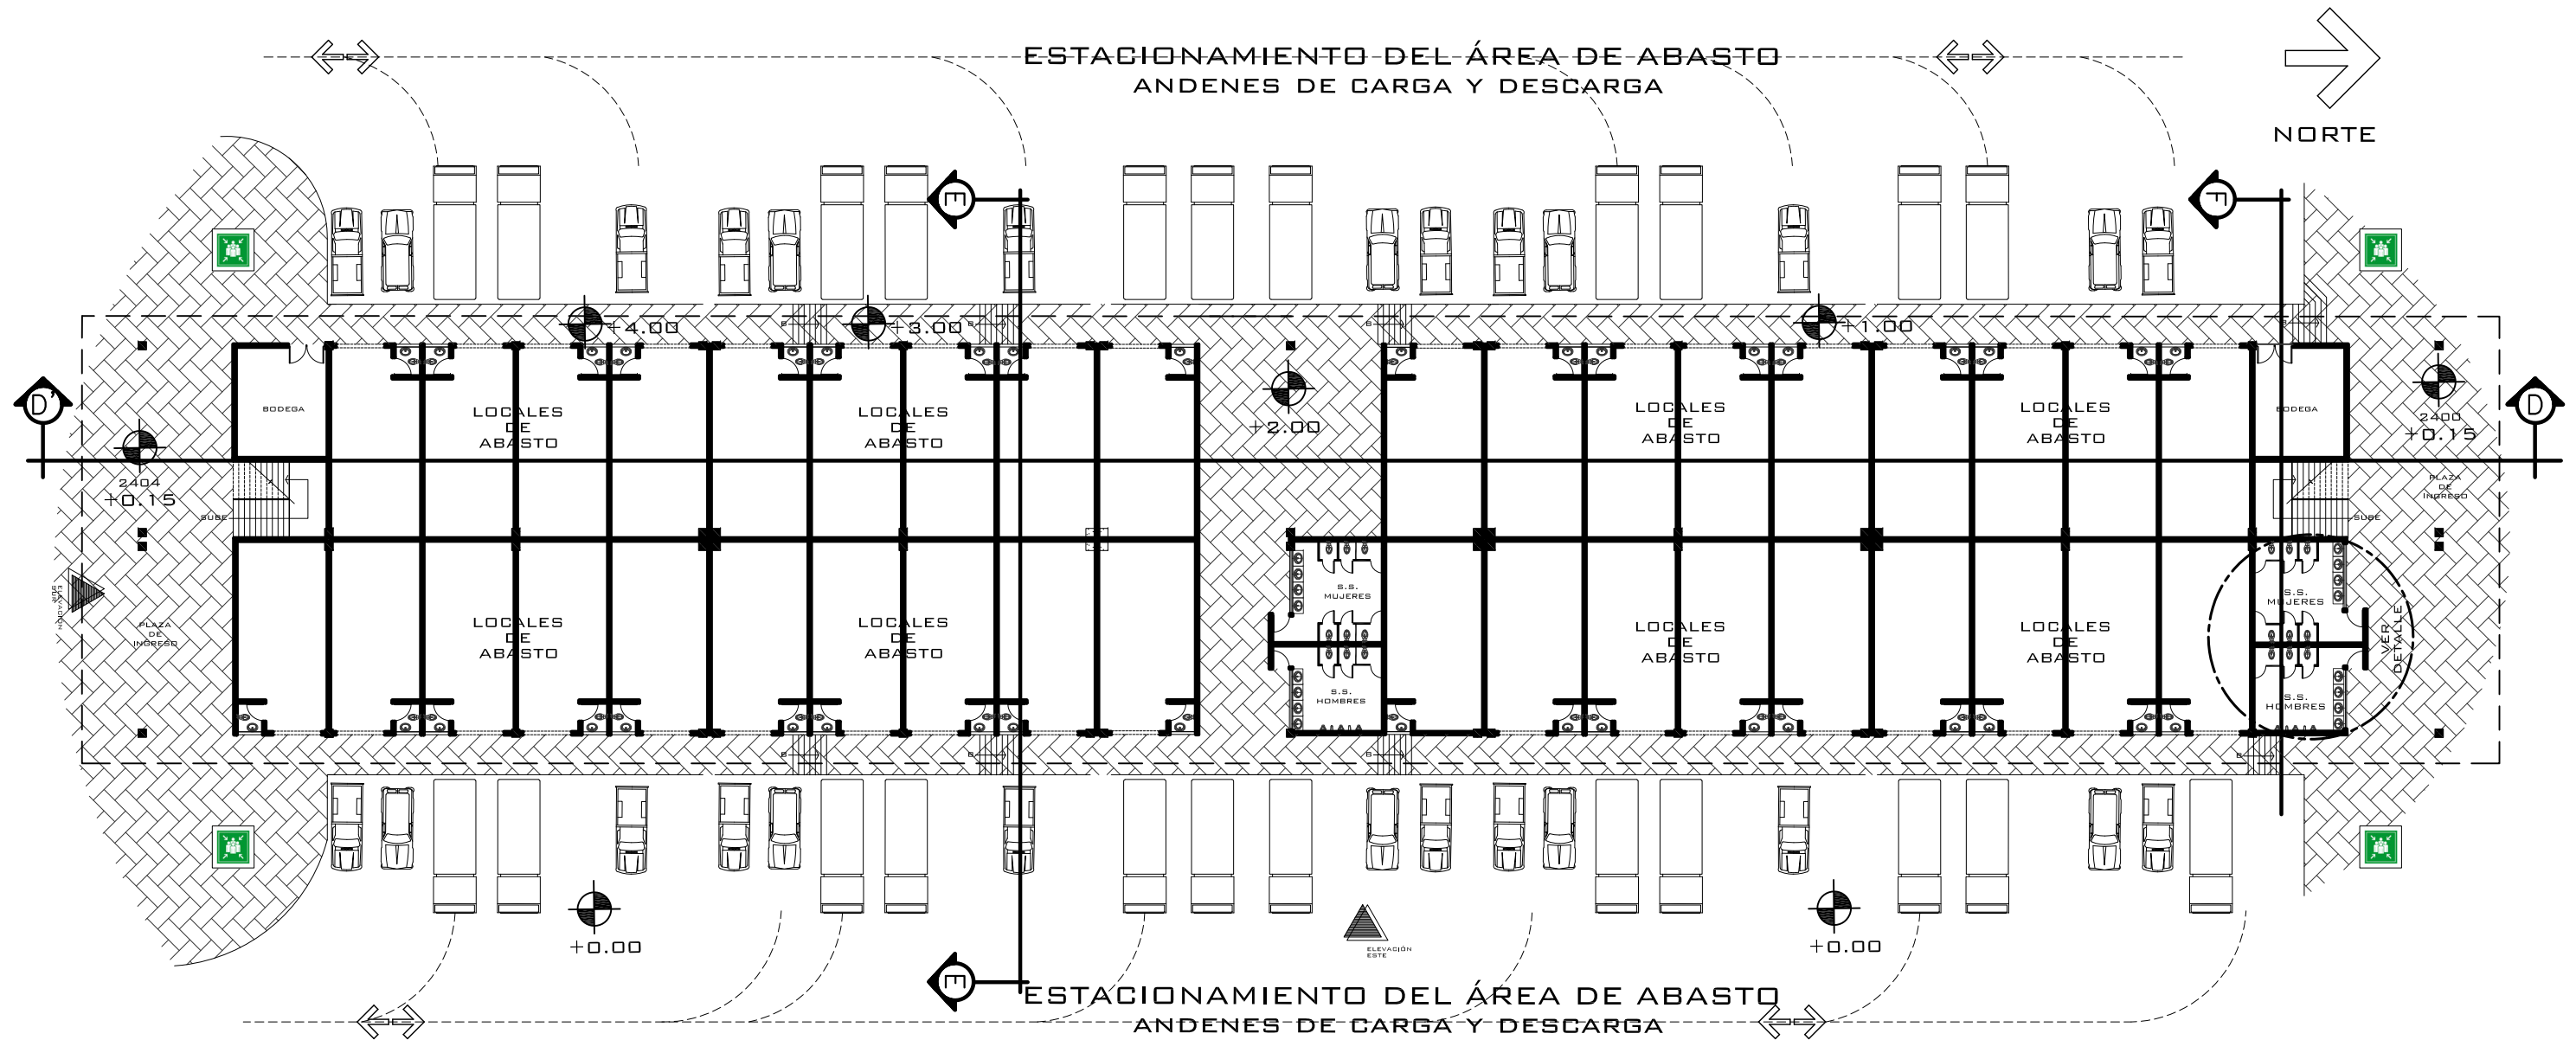 ESTACIONAMIENTO DEL ÁREA DE ABASTO
ANDENES DE CARGA Y DESCARGA
NORTE
E
F
+4.00
+3.00
+1.00
B
B
B
B
D'
D
BODEGA
LOCALES
DE
ABASTO
LOCALES
DE
ABASTO
+2.00
LOCALES
DE
ABASTO
LOCALES
DE
ABASTO
BODEGA
2400
+0.15
2404
+0.15
SUBE
PLAZA
DE
INGRESO
SUBE
ELEVACIÓN
SUR
PLAZA
DE
INGRESO
LOCALES
DE
ABASTO
LOCALES
DE
ABASTO
S.S.
MUJERES
S.S.
HOMBRES
LOCALES
DE
ABASTO
LOCALES
DE
ABASTO
S.S.
MUJERES
S.S.
HOMBRES
VER
DETALLE
B
B
B
B
+0.00
ELEVACIÓN
ESTE
+0.00
E
ESTACIONAMIENTO DEL ÁREA DE ABASTO
ANDENES DE CARGA Y DESCARGA